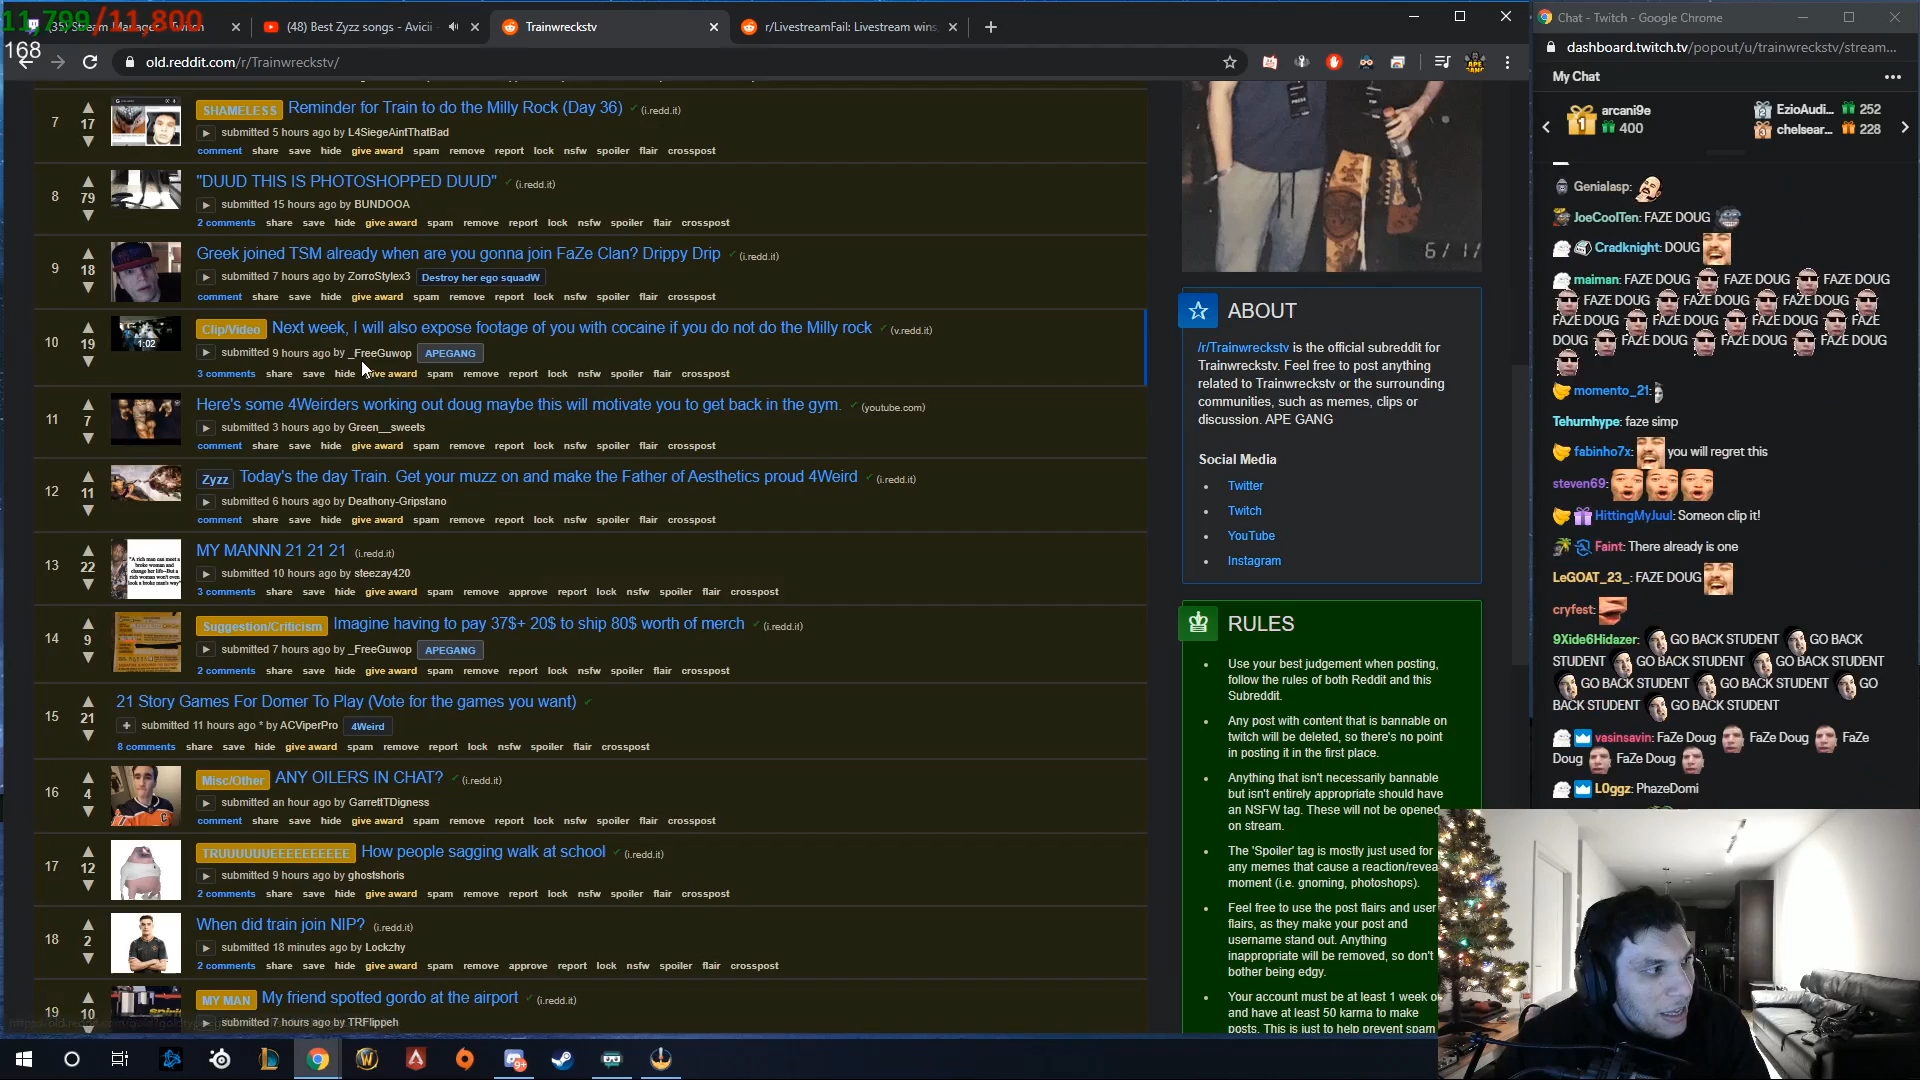 11,799/11,800
168
(48) Best Zyzz songs - Avicii
Trainwreckstv
r/LivestreamFail: Livestream wins,
old.reddit.com/r/Trainwreckstv/
7
17
SHAMELESS Reminder for Train to do the Milly Rock (Day 36) (i.redd.it)
submitted 5 hours ago by L4SiegeAintThatBad
comment share save hide give award spam remove report lock nsfw spoiler flair crosspost
8
79
"DUUD THIS IS PHOTOSHOPPED DUUD" (i.redd.it)
submitted 15 hours ago by BUNDOOA
2 comments share save hide give award spam remove report lock nsfw spoiler flair crosspost
9
18
Greek joined TSM already when are you gonna join FaZe Clan? Drippy Drip (i.redd.it)
submitted 7 hours ago by ZorroStylex3 Destroy her ego squadW
comment share save hide give award spam remove report lock nsfw spoiler flair crosspost
10
19
1:02
Clip/Video Next week, I will also expose footage of you with cocaine if you do not do the Milly rock (v.redd.it)
submitted 9 hours ago by _FreeGuwop APEGANG
3 comments share save hide give award spam remove report lock nsfw spoiler flair crosspost
11
7
Here's some 4Weirders working out doug maybe this will motivate you to get back in the gym. (youtube.com)
submitted 3 hours ago by Green__sweets
comment share save hide give award spam remove report lock nsfw spoiler flair crosspost
12
11
Zyzz Today's the day Train. Get your muzz on and make the Father of Aesthetics proud 4Weird (i.redd.it)
submitted 6 hours ago by Deathony-Gripstano
comment share save hide give award spam remove report lock nsfw spoiler flair crosspost
13
22
MY MANNN 21 21 21 (i.redd.it)
submitted 10 hours ago by steezay420
3 comments share save hide give award spam remove approve report lock nsfw spoiler flair crosspost
14
9
Suggestion/Criticism Imagine having to pay 37$+ 20$ to ship 80$ worth of merch (i.redd.it)
submitted 7 hours ago by _FreeGuwop APEGANG
2 comments share save hide give award spam remove report lock nsfw spoiler flair crosspost
15
21
21 Story Games For Domer To Play (Vote for the games you want)
submitted 11 hours ago * by ACViperPro 4Weird
8 comments share save hide give award spam remove report lock nsfw spoiler flair crosspost
16
4
Misc/Other ANY OILERS IN CHAT? (i.redd.it)
submitted an hour ago by GarrettTDigness
comment share save hide give award spam remove report lock nsfw spoiler flair crosspost
17
12
TRUUUUUUEEEEEEEEEE How people sagging walk at school (i.redd.it)
submitted 9 hours ago by ghostshoris
2 comments share save hide give award spam remove report lock nsfw spoiler flair crosspost
18
2
When did train join NIP? (i.redd.it)
submitted 18 minutes ago by Lockzhy
2 comments share save hide give award spam remove approve report lock nsfw spoiler flair crosspost
19
10
MY MAN My friend spotted gordo at the airport (i.redd.it)
submitted 7 hours ago by TRFlippeh
6/17
ABOUT
/r/Trainwreckstv is the official subreddit for
Trainwreckstv. Feel free to post anything
related to Trainwreckstv or the surrounding
communities, such as memes, clips or
discussion. APE GANG
Social Media
Twitter
Twitch
YouTube
Instagram
RULES
Use your best judgement when posting,
follow the rules of both Reddit and this
Subreddit.
Any post with content that is bannable on
twitch will be deleted, so there's no point
in posting it in the first place.
Anything that isn't necessarily bannable
but isn't entirely appropriate should have
an NSFW tag. These will not be opened
on stream.
The 'Spoiler' tag is mostly just used for
any memes that cause a reaction/revea
moment (i.e. gnoming, photoshops).
Feel free to use the post flairs and user
flairs, as they make your post and
username stand out. Anything
inappropriate will be removed, so don't
bother being edgy.
Your account must be at least 1 week o
and have at least 50 karma to make
posts. This is just to help prevent spam
Chat - Twitch - Google Chrome
dashboard.twitch.tv/popout/u/trainwreckstv/stream...
My Chat
1 arcani9e
400
EzioAudi... 252
chelsear... 228
Genialasp:
JoeCoolTen: FAZE DOUG
Cradknight: DOUG
maiman: FAZE DOUG FAZE DOUG FAZE DOUG
FAZE DOUG FAZE DOUG FAZE DOUG
FAZE DOUG FAZE DOUG FAZE DOUG FAZE
DOUG FAZE DOUG FAZE DOUG FAZE DOUG
momento_21:
Tehurnhype: faze simp
fabinho7x: you will regret this
steven69:
HittingMyJuul: Someon clip it!
Faint: There already is one
LeGOAT_23_: FAZE DOUG
cryfest:
9Xide6Hidazer: GO BACK STUDENT GO BACK
STUDENT GO BACK STUDENT GO BACK STUDENT
GO BACK STUDENT GO BACK STUDENT GO
BACK STUDENT GO BACK STUDENT
vasinsavin: FaZe Doug FaZe Doug FaZe
Doug FaZe Doug
L0ggz: PhazeDomi